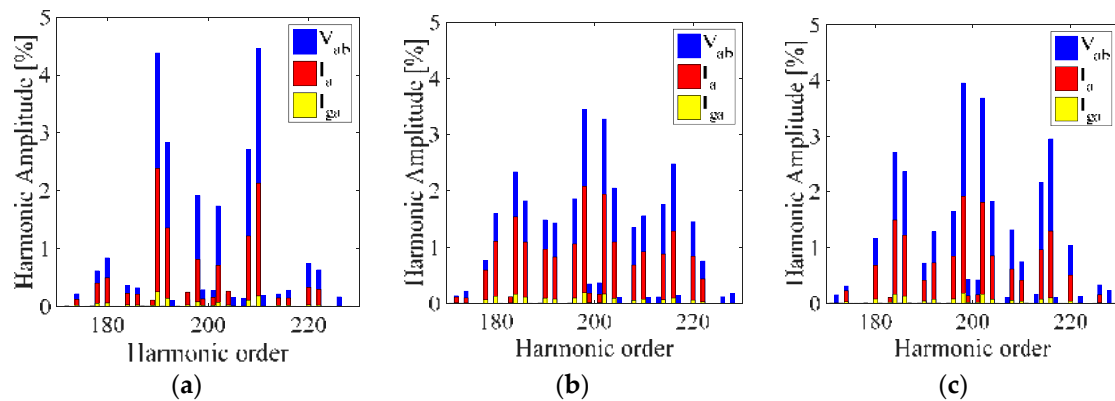 5
4
3
2
1
0
Harmonic Amplitude [%]
V_ab
I_a
I_ga
180 200 220
Harmonic order
(a)
5
4
3
2
1
0
Harmonic Amplitude [%]
V_ab
I_a
I_ga
180 200 220
Harmonic order
(b)
5
4
3
2
1
0
Harmonic Amplitude [%]
V_ab
I_a
I_ga
180 200 220
Harmonic order
(c)